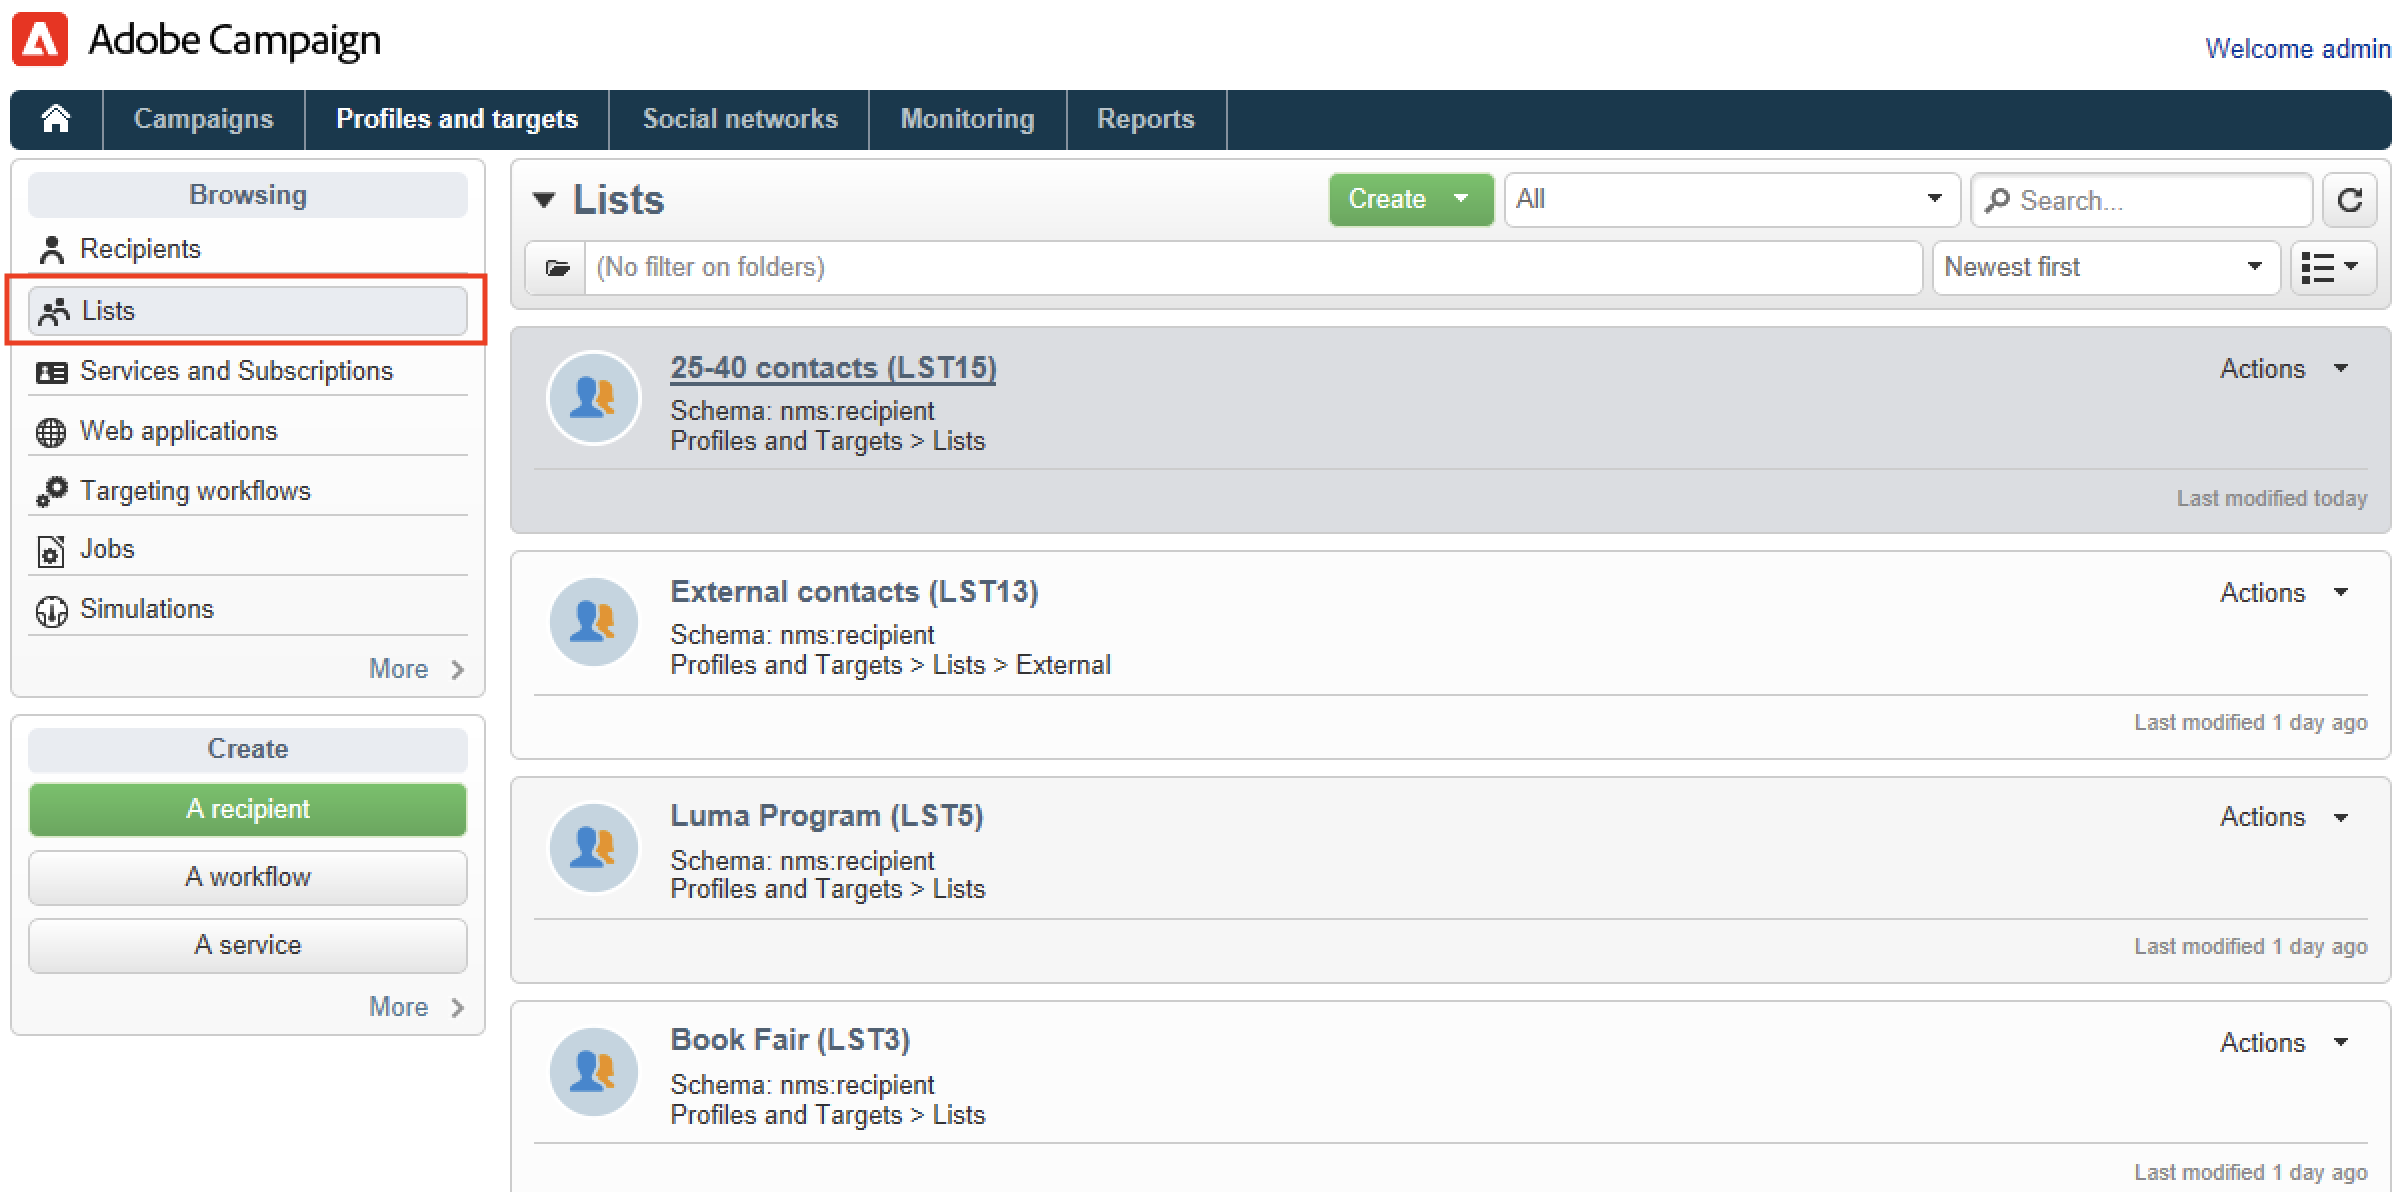 Adobe Campaign
Welcome admin
Campaigns
Profiles and targets
Social networks
Monitoring
Reports
Browsing
Recipients
Lists
Services and Subscriptions
Web applications
Targeting workflows
Jobs
Simulations
More
Create
A recipient
A workflow
A service
More
Lists
Create
All
Search...
(No filter on folders)
Newest first
25-40 contacts (LST15)
Actions
Schema: nms:recipient
Profiles and Targets > Lists
Last modified today
External contacts (LST13)
Actions
Schema: nms:recipient
Profiles and Targets > Lists > External
Last modified 1 day ago
Luma Program (LST5)
Actions
Schema: nms:recipient
Profiles and Targets > Lists
Last modified 1 day ago
Book Fair (LST3)
Actions
Schema: nms:recipient
Profiles and Targets > Lists
Last modified 1 day ago